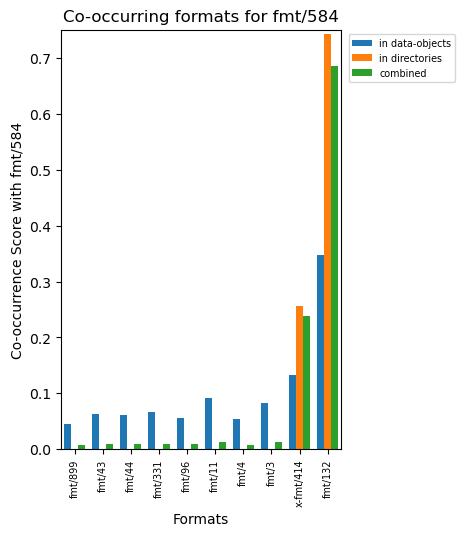 Co-occurring formats for fmt/584
in data-objects
in directories
combined
Co-occurrence Score with fmt/584
0.7
0.6
0.5
0.4
0.3
0.2
0.1
0.0
fmt/899
fmt/43
fmt/44
fmt/331
fmt/96
fmt/11
fmt/4
fmt/3
x-fmt/414
fmt/132
Formats